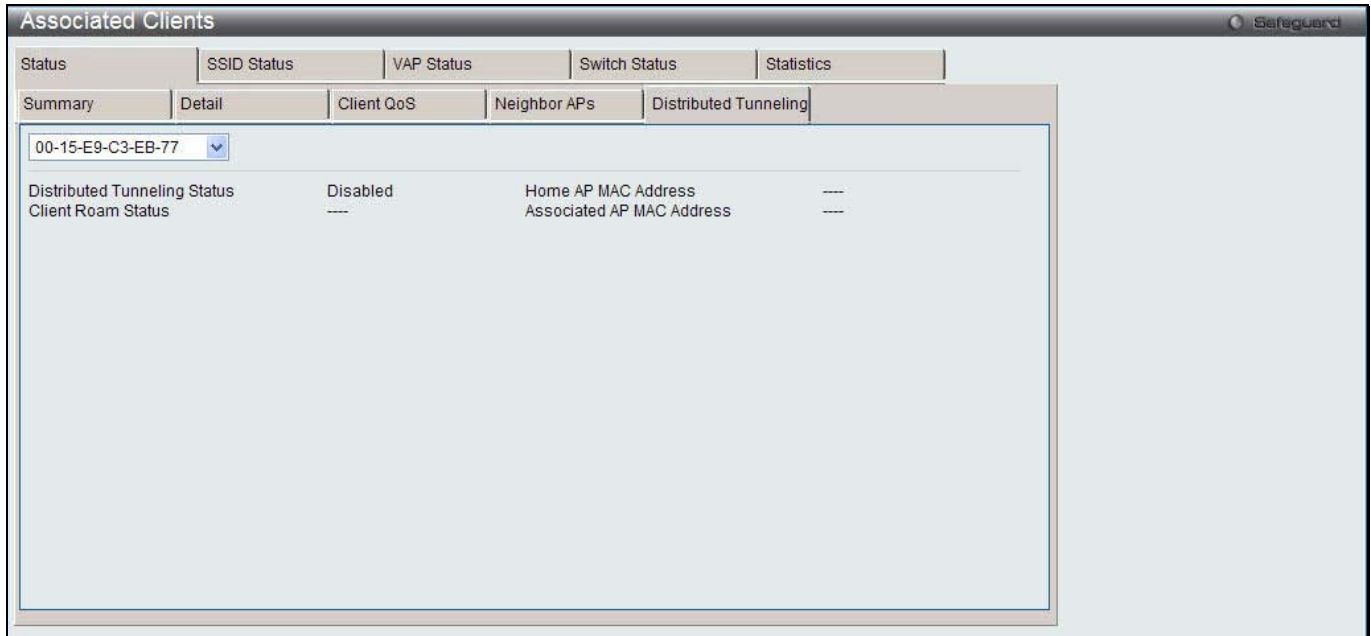 Associated Clients
Safeguard
Status SSID Status VAP Status Switch Status Statistics
Summary Detail Client QoS Neighbor APs Distributed Tunneling
00-15-E9-C3-EB-77
Distributed Tunneling Status Disabled Home AP MAC Address ----
Client Roam Status ---- Associated AP MAC Address ----